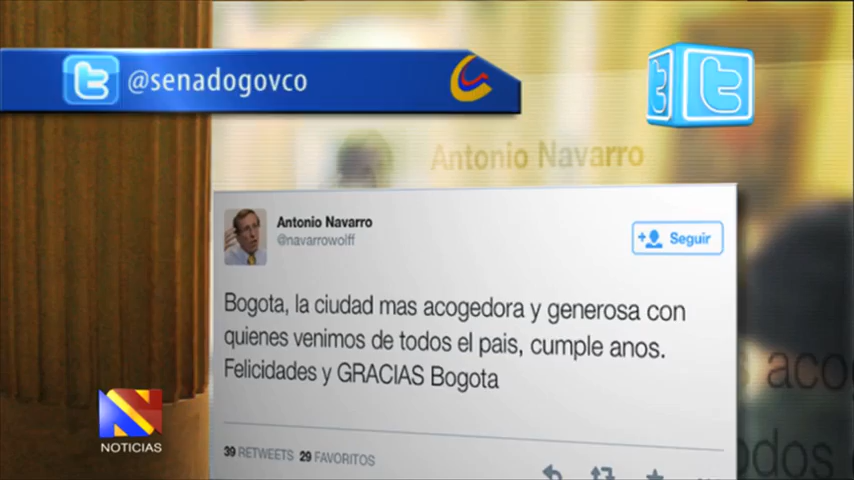 @senadogovco
Antonio Navarro
Antonio Navarro
@navarrowolff
Seguir
Bogota, la ciudad mas acogedora y generosa con
quienes venimos de todos el pais, cumple anos.
Felicidades y GRACIAS Bogota
39 RETWEETS 29 FAVORITOS
NOTICIAS